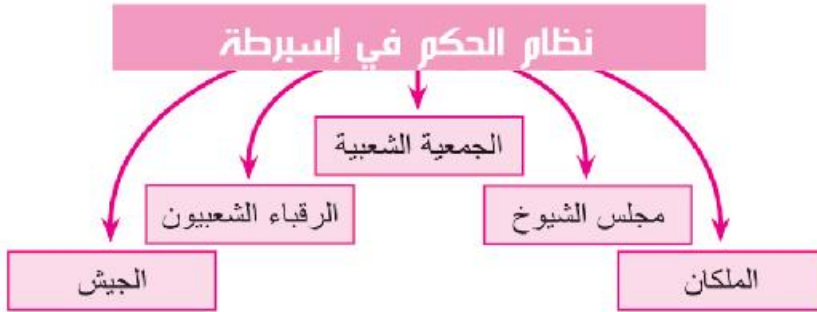 نظام الحكم في إسبرطة
الجمعية الشعبية
مجلس الشيوخ
الرقباء الشعبيون
الملكان
الجيش